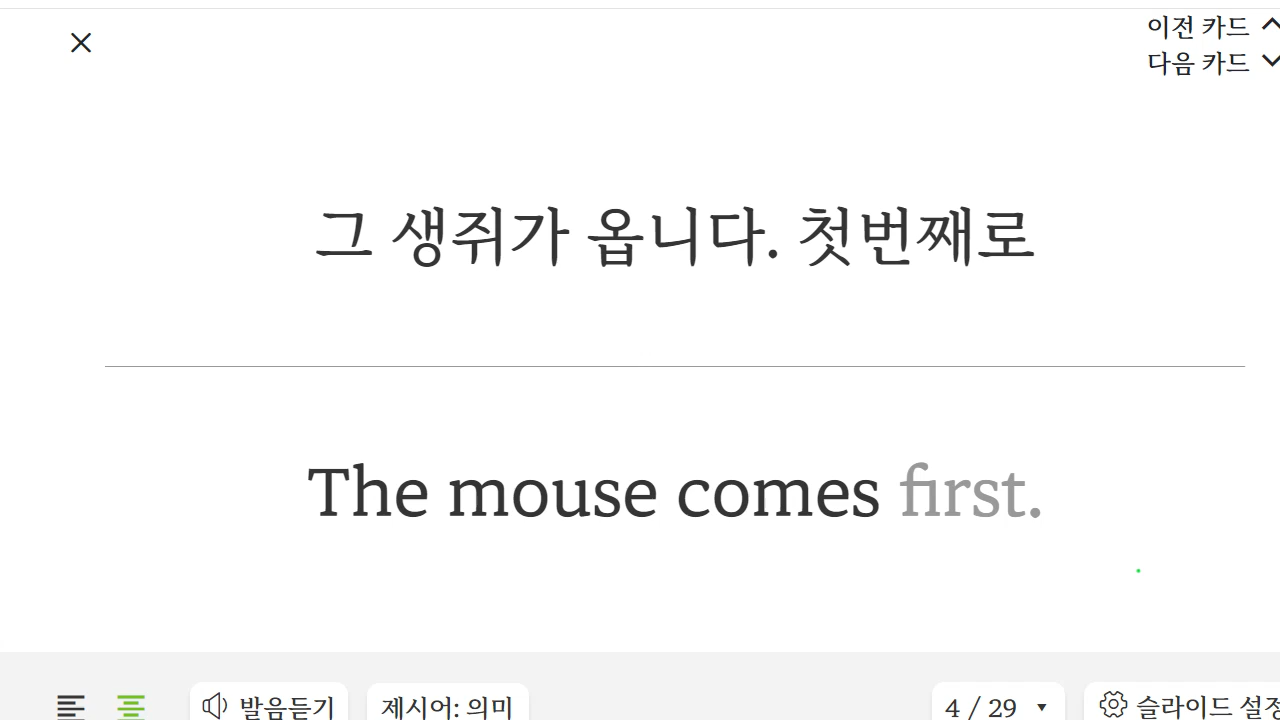 이전 카드
다음 카드
그 생쥐가 옵니다. 첫번째로
The mouse comes first.
발음듣기 제시어: 의미 4 / 29 슬라이드 설정